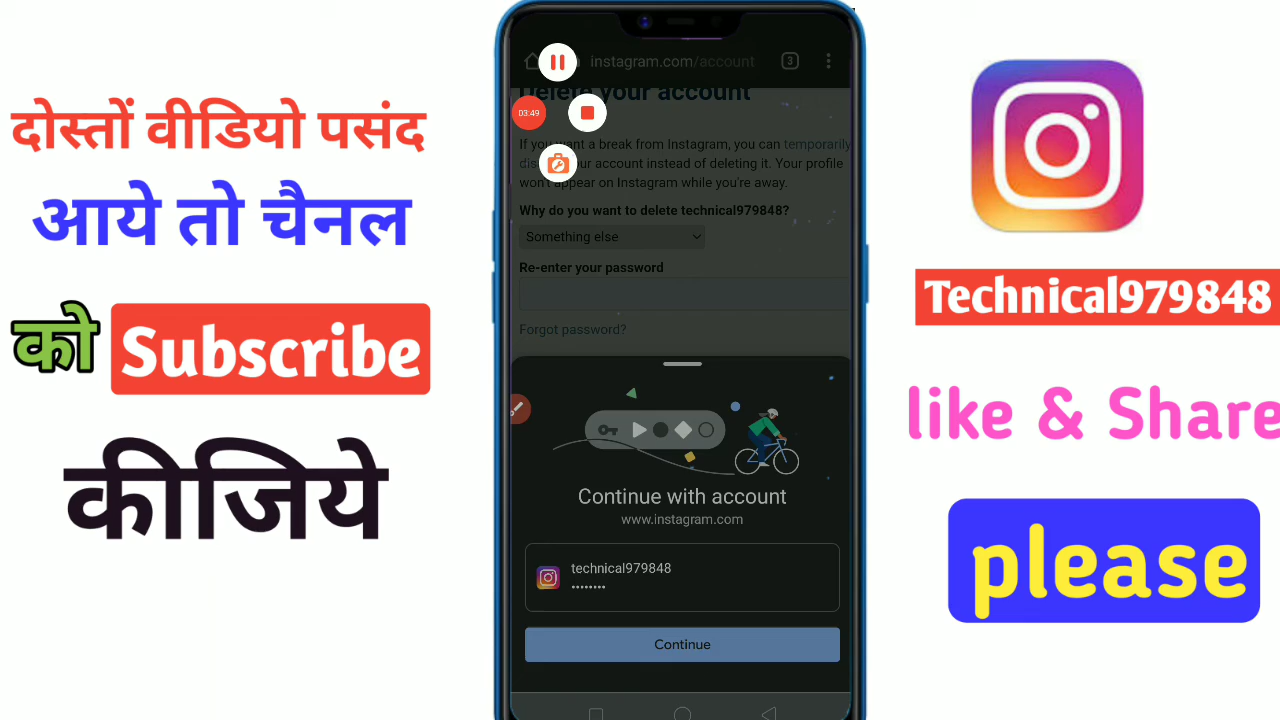 दोस्तों वीडियो पसंद
आये तो चैनल
को Subscribe
कीजिये
instagram.com/account
3
03:49
Delete your account
If you want a break from Instagram, you can temporarily
your account instead of deleting it. Your profile
won't appear on Instagram while you're away.
Why do you want to delete technical979848?
Something else
Re-enter your password
Forgot password?
Continue with account
www.instagram.com
technical979848
••••••••
Continue
Technical979848
like & Share
please